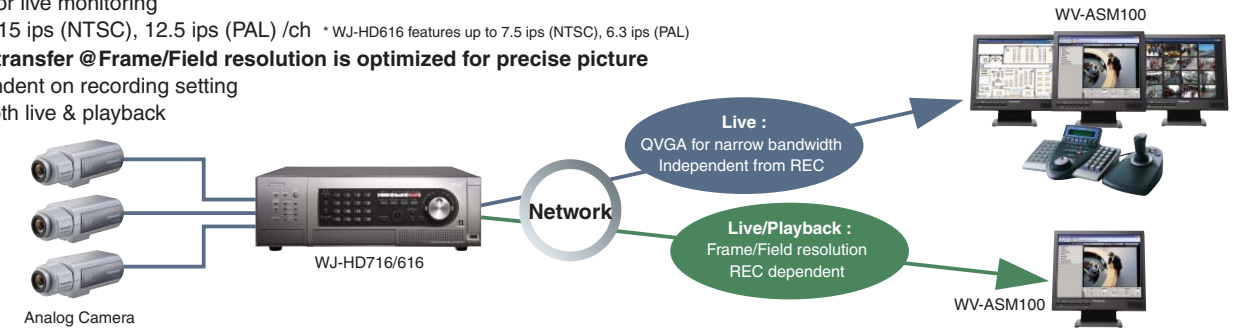 or live monitoring
15 ips (NTSC), 12.5 ips (PAL) /ch * WJ-HD616 features up to 7.5 ips (NTSC), 6.3 ips (PAL)
transfer @Frame/Field resolution is optimized for precise picture
ndent on recording setting
oth live & playback
WV-ASM100
Live :
QVGA for narrow bandwidth
Independent from REC
Network
Live/Playback :
Frame/Field resolution
REC dependent
WJ-HD716/616
WV-ASM100
Analog Camera